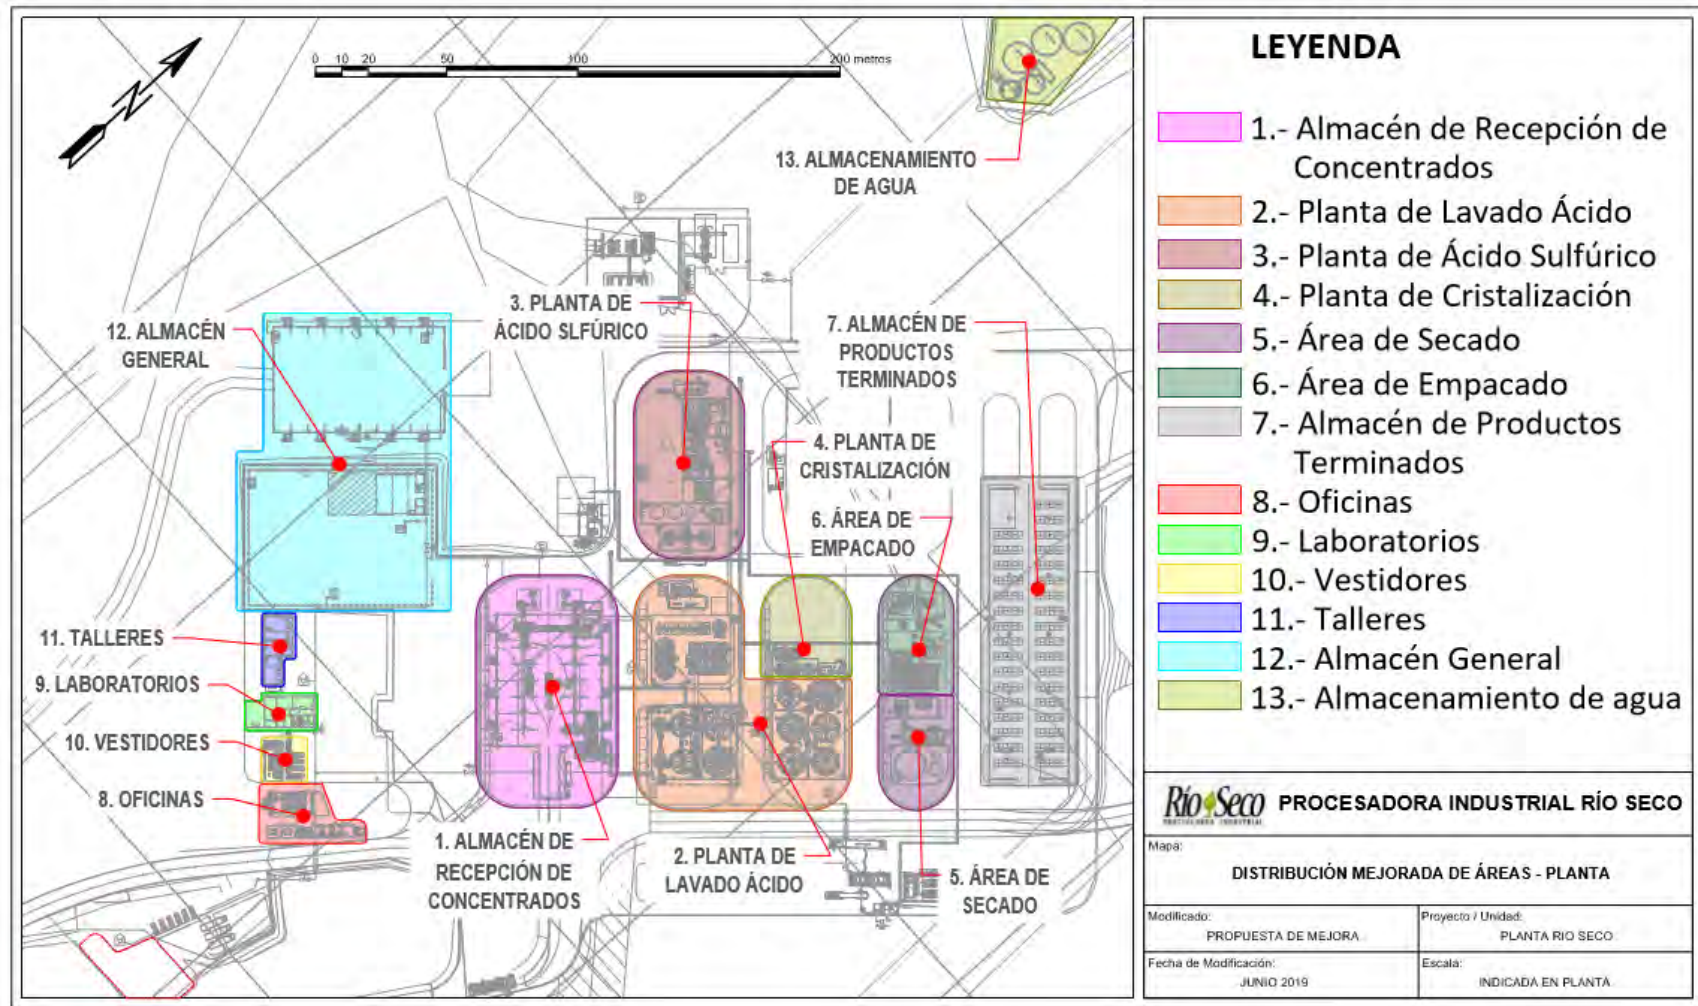 0 10 20 50 100 200 metros
N
13. ALMACENAMIENTO
DE AGUA
3. PLANTA DE
ÁCIDO SLFÚRICO
12. ALMACÉN
GENERAL
7. ALMACÉN DE
PRODUCTOS
TERMINADOS
4. PLANTA DE
CRISTALIZACIÓN
6. ÁREA DE
EMPACADO
11. TALLERES
9. LABORATORIOS
10. VESTIDORES
8. OFICINAS
1. ALMACÉN DE
RECEPCIÓN DE
CONCENTRADOS
2. PLANTA DE
LAVADO ÁCIDO
5. ÁREA DE
SECADO
LEYENDA
1.- Almacén de Recepción de
Concentrados
2.- Planta de Lavado Ácido
3.- Planta de Ácido Sulfúrico
4.- Planta de Cristalización
5.- Área de Secado
6.- Área de Empacado
7.- Almacén de Productos
Terminados
8.- Oficinas
9.- Laboratorios
10.- Vestidores
11.- Talleres
12.- Almacén General
13.- Almacenamiento de agua
Río Seco
PROCESADORA INDUSTRIAL
PROCESADORA INDUSTRIAL RÍO SECO
Mapa:
DISTRIBUCIÓN MEJORADA DE ÁREAS - PLANTA
Modificado:
PROPUESTA DE MEJORA
Proyecto / Unidad:
PLANTA RIO SECO
Fecha de Modificación:
JUNIO 2019
Escala:
INDICADA EN PLANTA